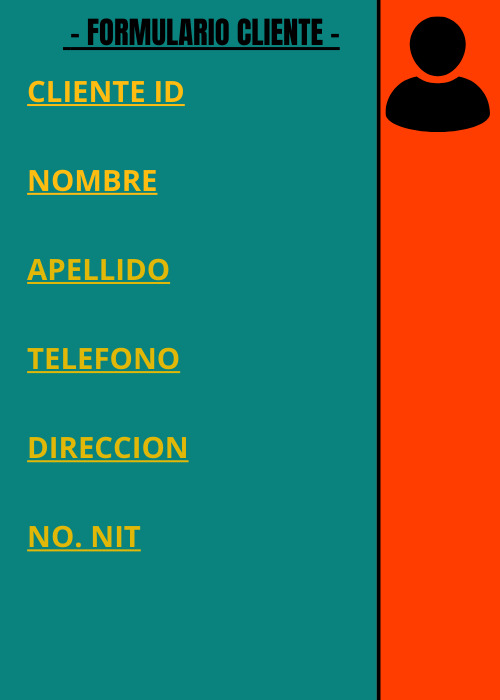 - FORMULARIO CLIENTE -
CLIENTE ID
NOMBRE
APELLIDO
TELEFONO
DIRECCION
NO. NIT